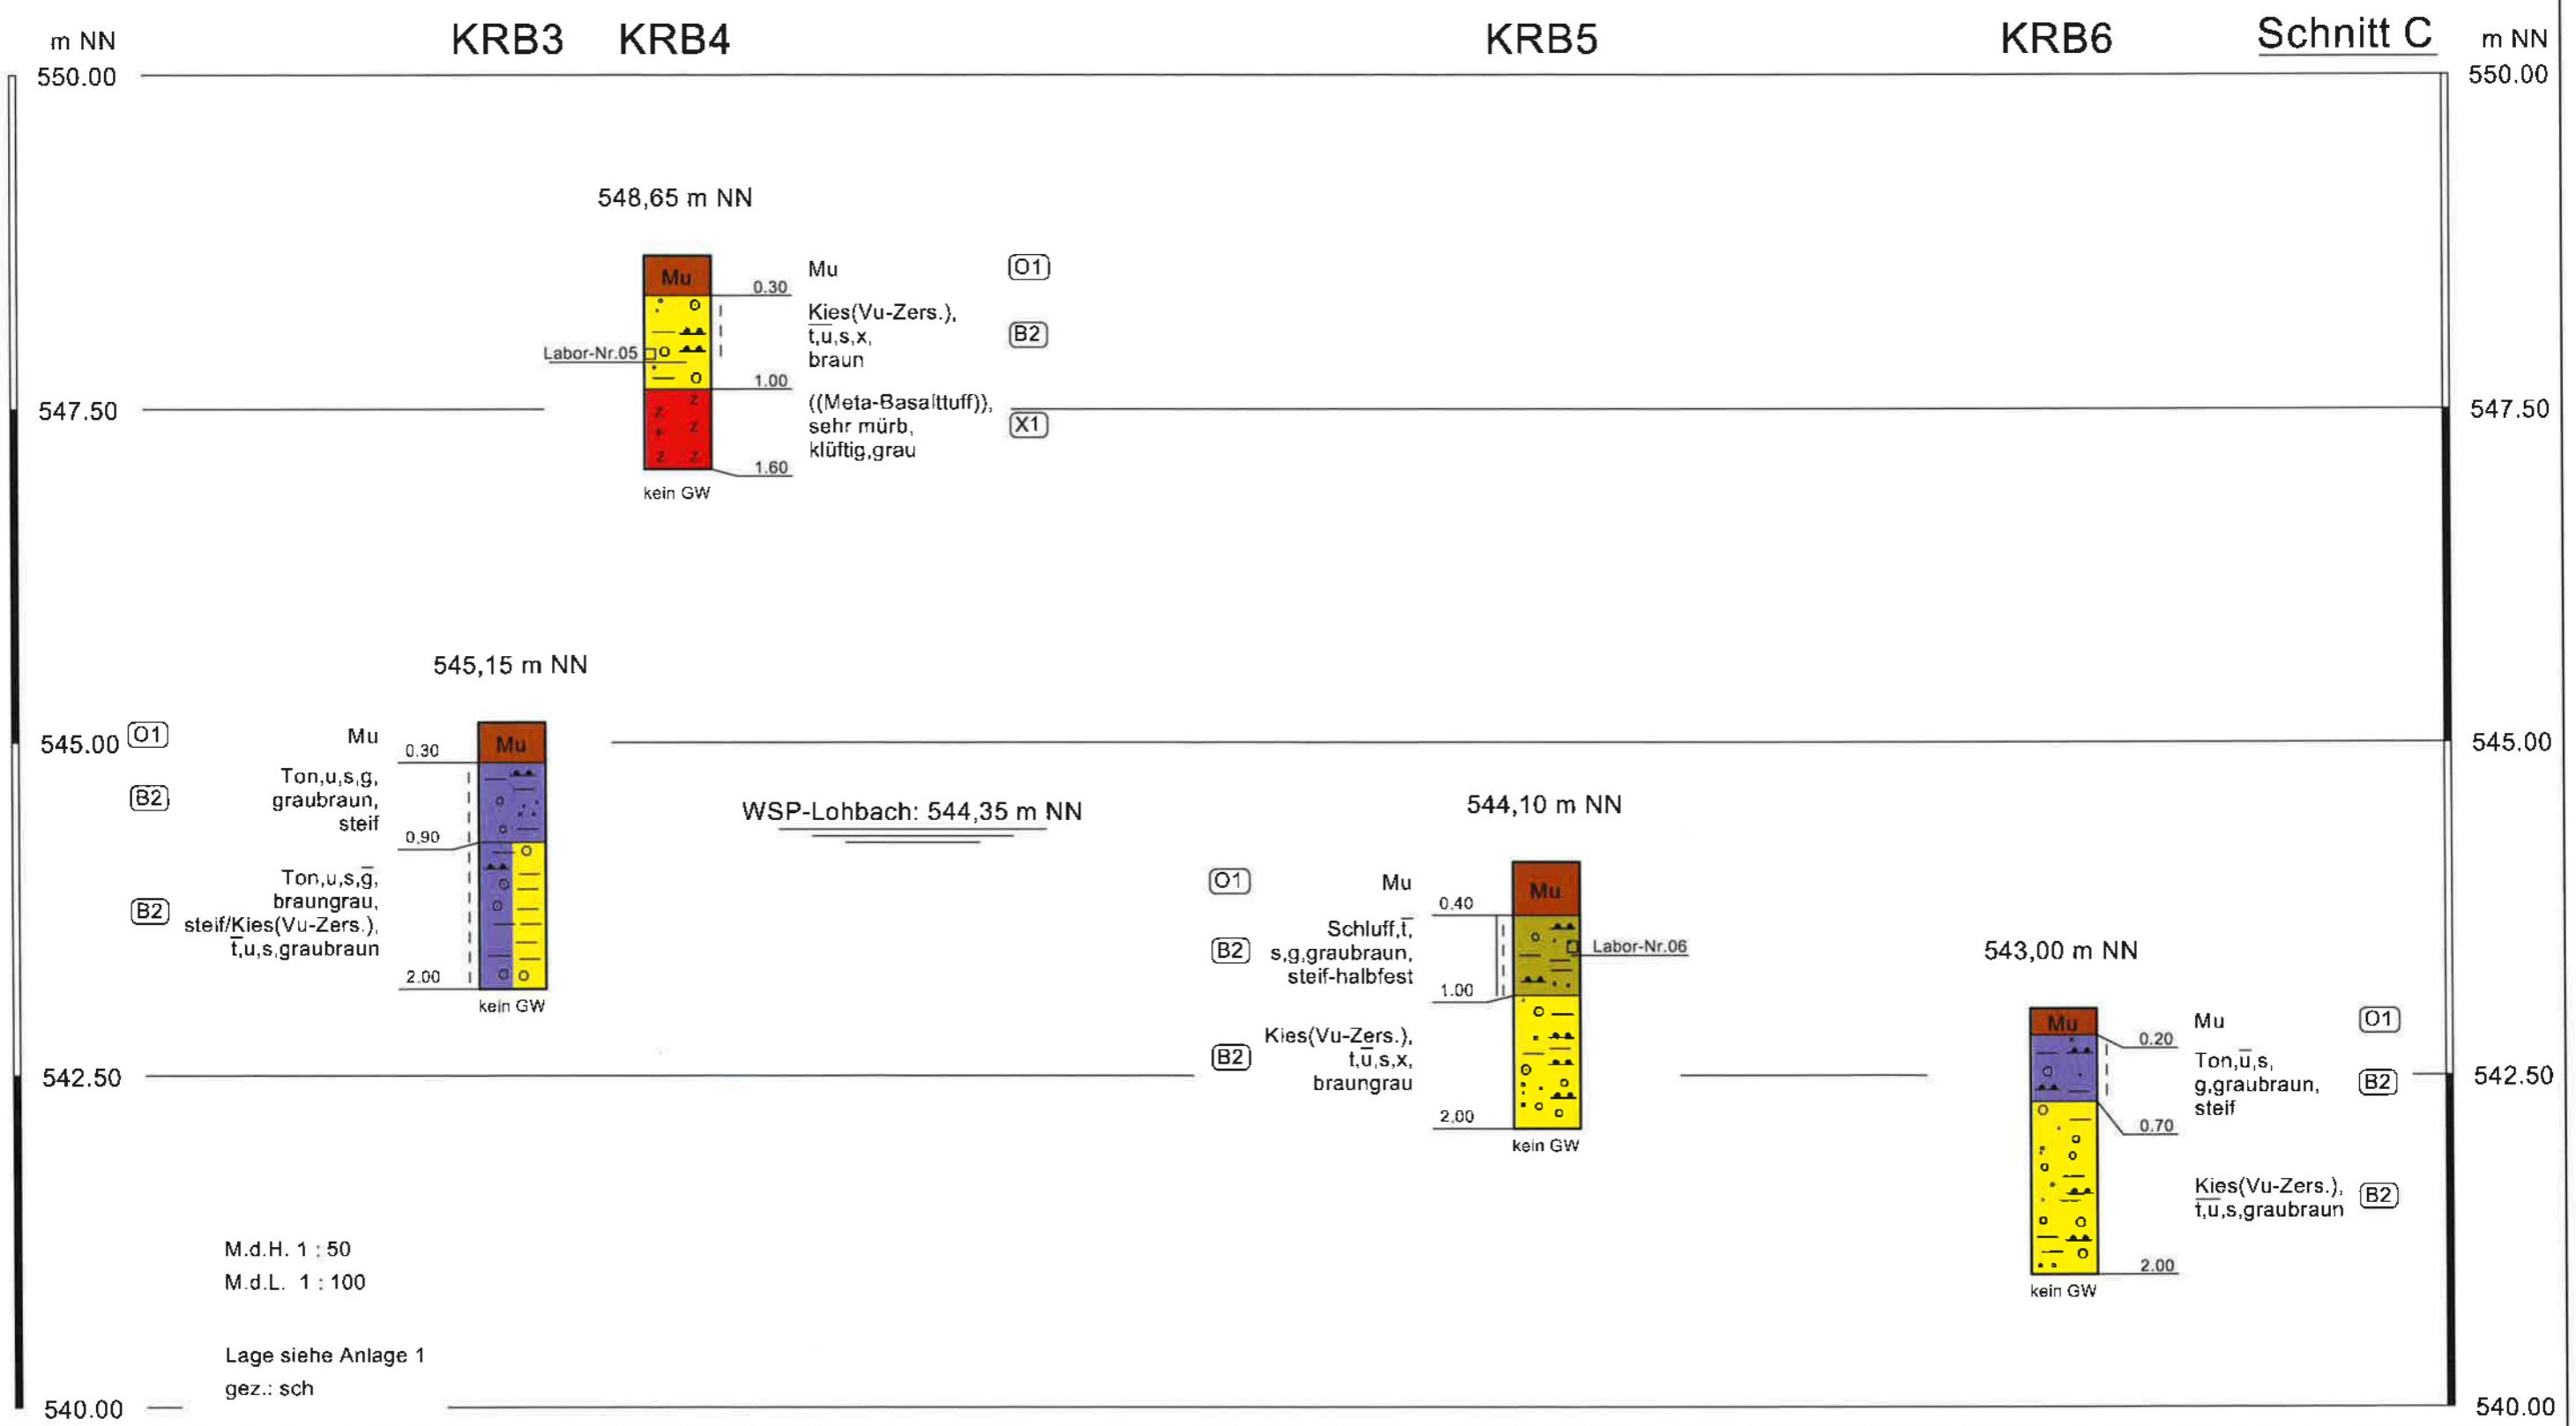 KRB3 KRB4 KRB5 KRB6 Schnitt C
m NN
m NN
550.00
550.00
548,65 m NN
Mu
0.30
Mu
O1
Kies(Vu-Zers.),
t̅,u,s,x,
braun
B2
Labor-Nr.05
1.00
((Meta-Basalttuff)),
sehr mürb,
klüftig,grau
X1
1.60
kein GW
547.50
547.50
545,15 m NN
545.00
545.00
O1
Mu
0.30
Mu
B2
Ton,u,s,g,
graubraun,
steif
0,90
B2
Ton,u,s,g̅,
braungrau,
steif/Kies(Vu-Zers.),
t̅,u,s,graubraun
2.00
kein GW
WSP-Lohbach: 544,35 m NN
544,10 m NN
O1
Mu
0.40
Mu
B2
Schluff,t̅,
s,g,graubraun,
steif-halbfest
Labor-Nr.06
1.00
B2
Kies(Vu-Zers.),
t,u̅,s,x,
braungrau
2,00
kein GW
543,00 m NN
Mu
0.20
Mu
O1
Ton,u̅,s,
g,graubraun,
steif
B2
0.70
Kies(Vu-Zers.),
t̅,u,s,graubraun
B2
2.00
kein GW
542.50
542.50
M.d.H. 1 : 50
M.d.L. 1 : 100
Lage siehe Anlage 1
gez.: sch
540.00
540.00